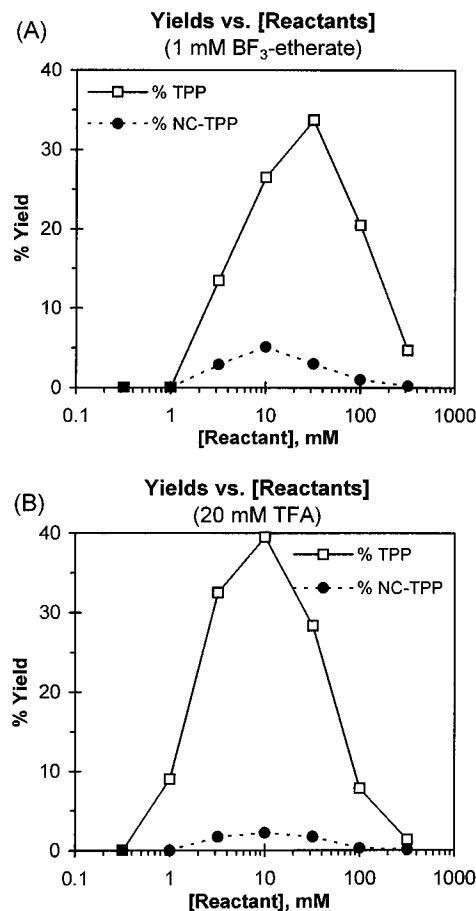 (A)
Yields vs. [Reactants]
(1 mM BF₃-etherate)
40
30
20
10
0
% Yield
% TPP
% NC-TPP
0.1 1 10 100 1000
[Reactant], mM
(B)
Yields vs. [Reactants]
(20 mM TFA)
40
30
20
10
0
% Yield
% TPP
% NC-TPP
0.1 1 10 100 1000
[Reactant], mM